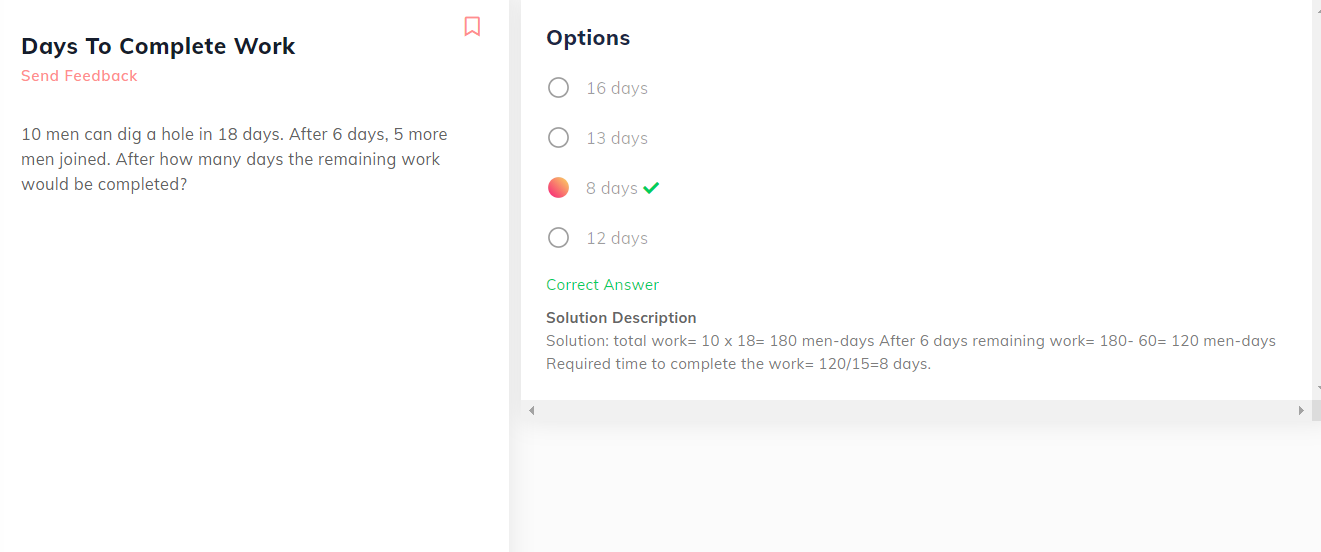 Days To Complete Work
Send Feedback
10 men can dig a hole in 18 days. After 6 days, 5 more
men joined. After how many days the remaining work
would be completed?
Options
16 days
13 days
8 days
12 days
Correct Answer
Solution Description
Solution: total work= 10 x 18= 180 men-days After 6 days remaining work= 180- 60= 120 men-days
Required time to complete the work= 120/15=8 days.